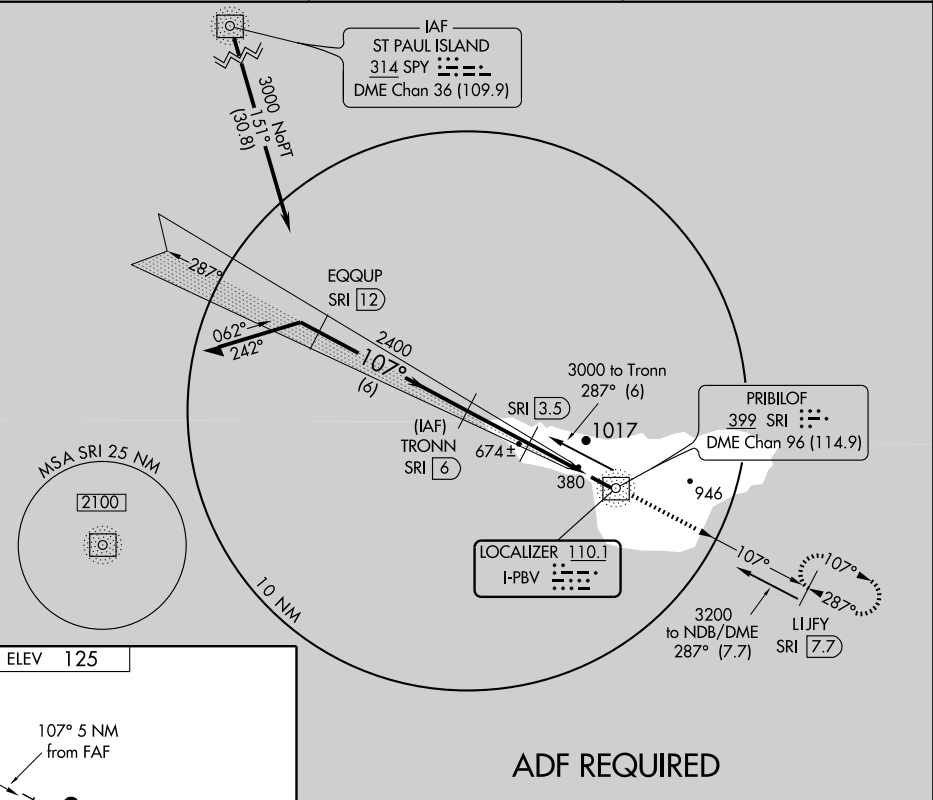 IAF
ST PAUL ISLAND
314 SPY
DME Chan 36 (109.9)
3000 NoPT
151°
(30.8)
287°
EQQUP
SRI 12
062°
242°
2400
107°
(6)
3000 to Tronn
287° (6)
SRI 3.5
1017
(IAF)
TRONN
SRI 6
674±
380
PRIBILOF
399 SRI
DME Chan 96 (114.9)
946
MSA SRI 25 NM
2100
LOCALIZER 110.1
I-PBV
10 NM
107°
107°
287°
3200
to NDB/DME
287° (7.7)
LIJFY
SRI 7.7
ELEV 125
107° 5 NM
from FAF
ADF REQUIRED